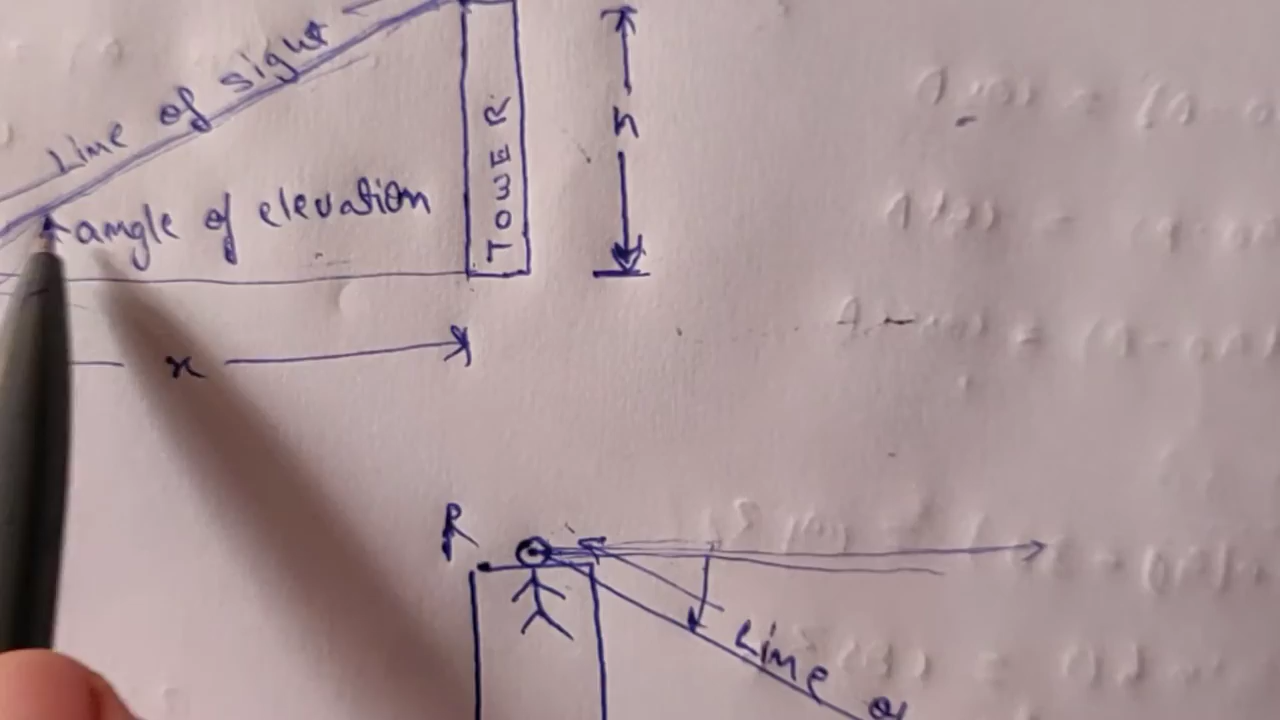 Line of sight
angle of elevation
TOWER
h
x
R
Line of